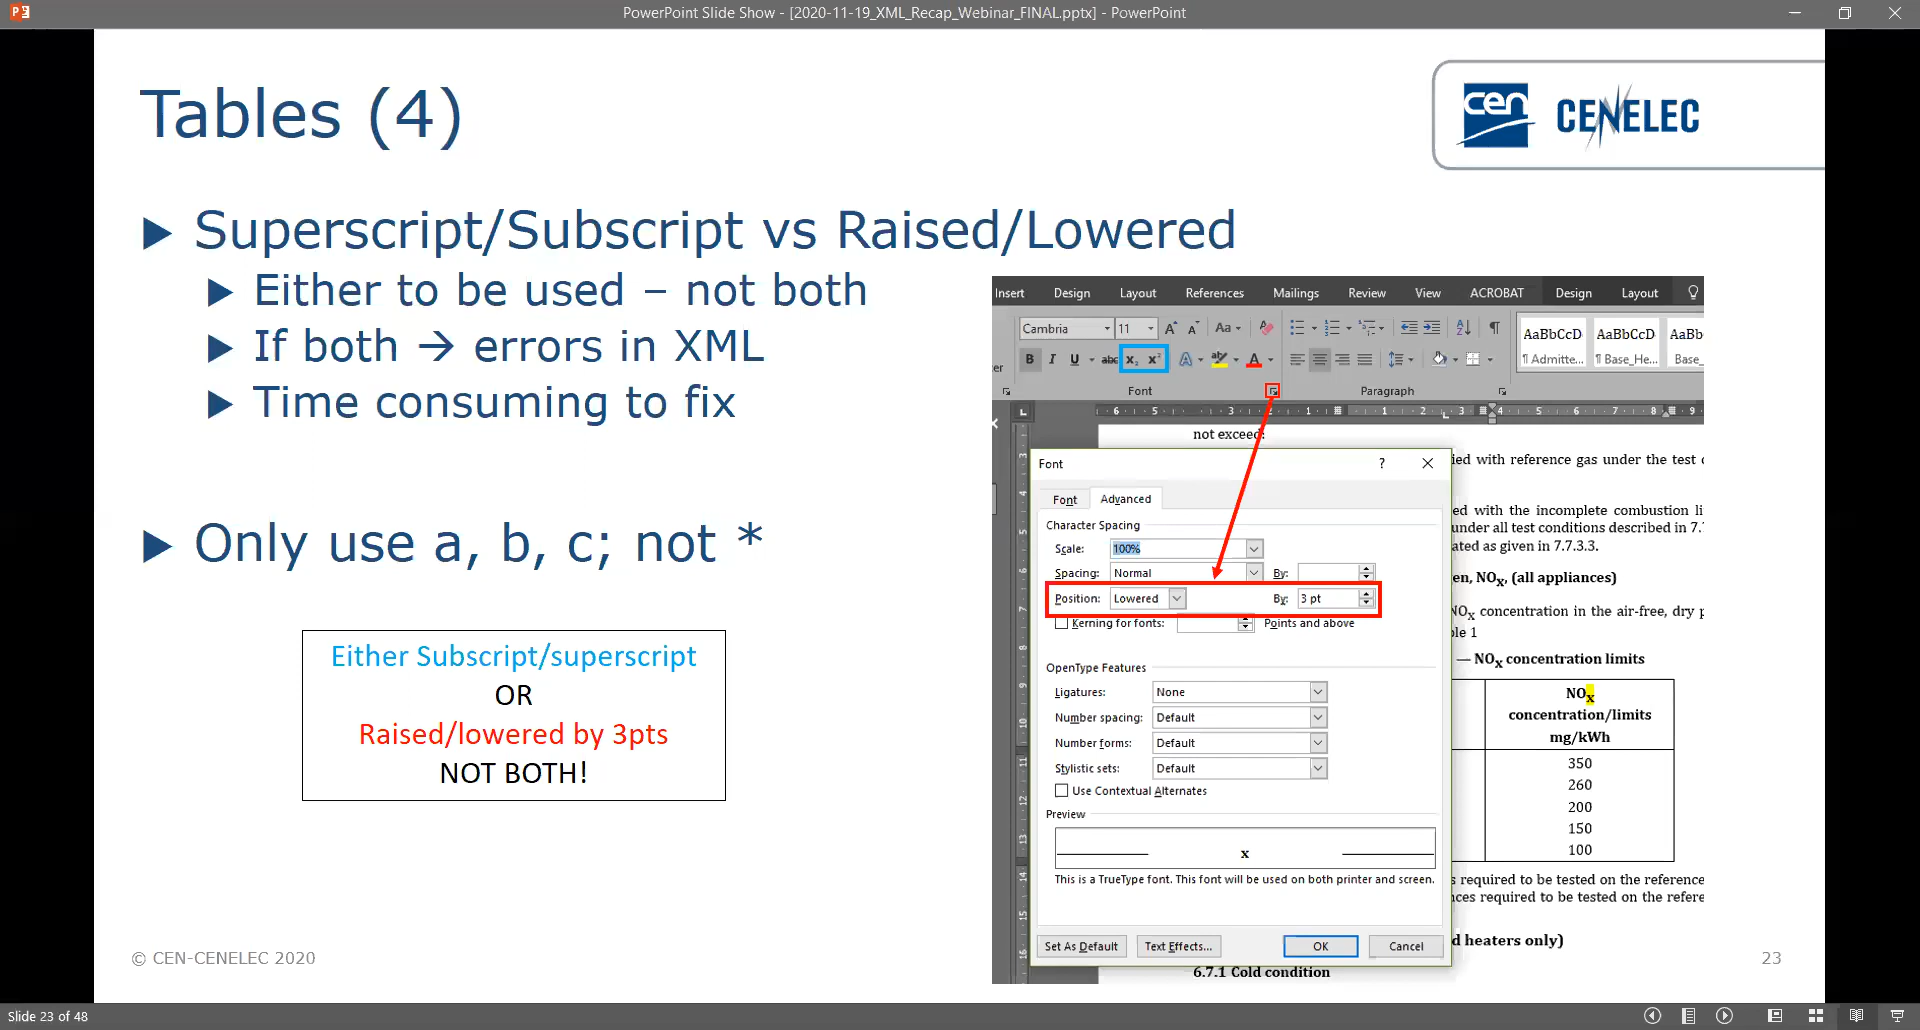 PowerPoint Slide Show - [2020-11-19_XML_Recap_Webinar_FINAL.pptx] - PowerPoint
Tables (4)
cen CENELEC
Superscript/Subscript vs Raised/Lowered
Either to be used – not both
If both → errors in XML
Time consuming to fix
Only use a, b, c; not *
Either Subscript/superscript
OR
Raised/lowered by 3pts
NOT BOTH!
Insert Design Layout References Mailings Review View ACROBAT Design Layout
Cambria 11 Aa
AaBbCcD AaBbCcD AaBb
B I U abc x₂ x² A ab A
¶ Admitte... ¶ Base_He... Base_
Font Paragraph
not exceed:
Font ? ×
Font Advanced
Character Spacing
Scale: 100%
Spacing: Normal By:
Position: Lowered By: 3 pt
Kerning for fonts: Points and above
OpenType Features
Ligatures: None
Number spacing: Default
Number forms: Default
Stylistic sets: Default
Use Contextual Alternates
Preview
x
This is a TrueType font. This font will be used on both printer and screen.
Set As Default Text Effects... OK Cancel
ied with reference gas under the test c
ed with the incomplete combustion li
under all test conditions described in 7.7
ated as given in 7.7.3.3.
en, NOx, (all appliances)
NOx concentration in the air-free, dry p
ble 1
— NOx concentration limits
NOx
concentration/limits
mg/kWh
350
260
200
150
100
s required to be tested on the reference
nces required to be tested on the refere
d heaters only)
6.7.1 Cold condition
© CEN-CENELEC 2020
23
Slide 23 of 48